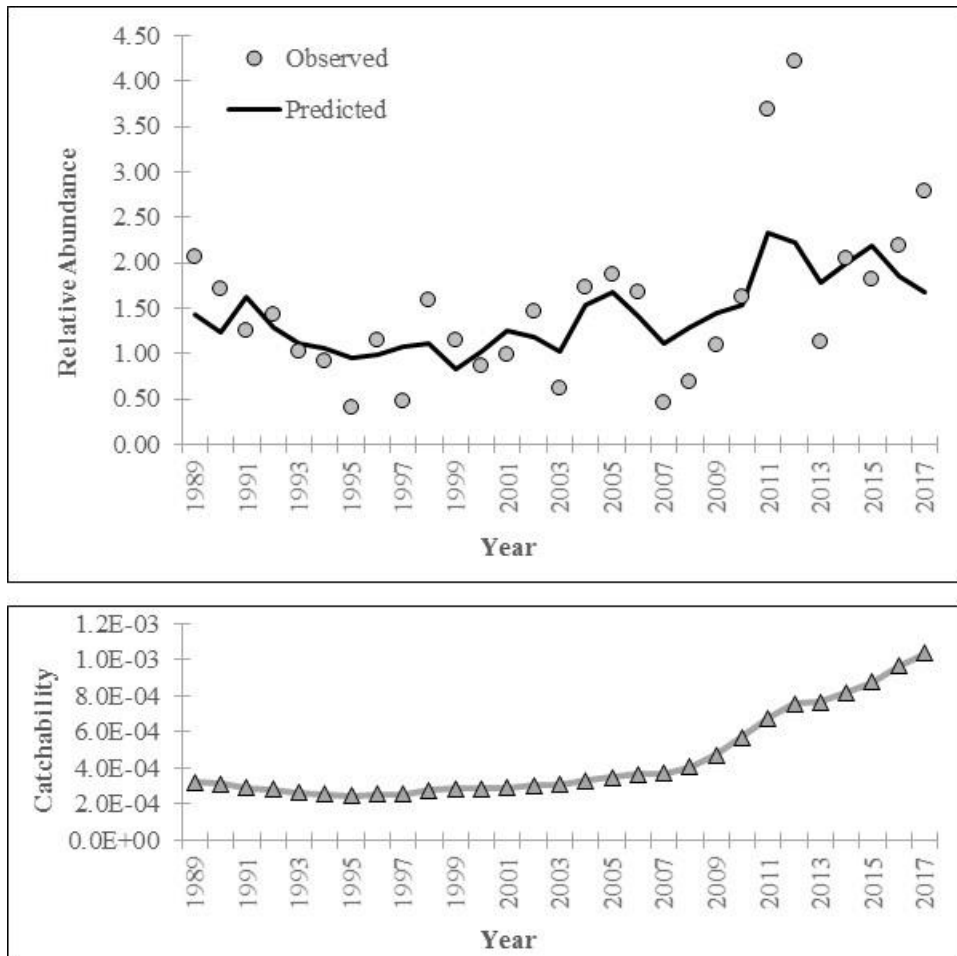 4.50
4.00
3.50
3.00
2.50
2.00
1.50
1.00
0.50
0.00
Relative Abundance
Observed
Predicted
1989 1991 1993 1995 1997 1999 2001 2003 2005 2007 2009 2011 2013 2015 2017
Year
1.2E-03
1.0E-03
8.0E-04
6.0E-04
4.0E-04
2.0E-04
0.0E+00
Catchability
1989 1991 1993 1995 1997 1999 2001 2003 2005 2007 2009 2011 2013 2015 2017
Year